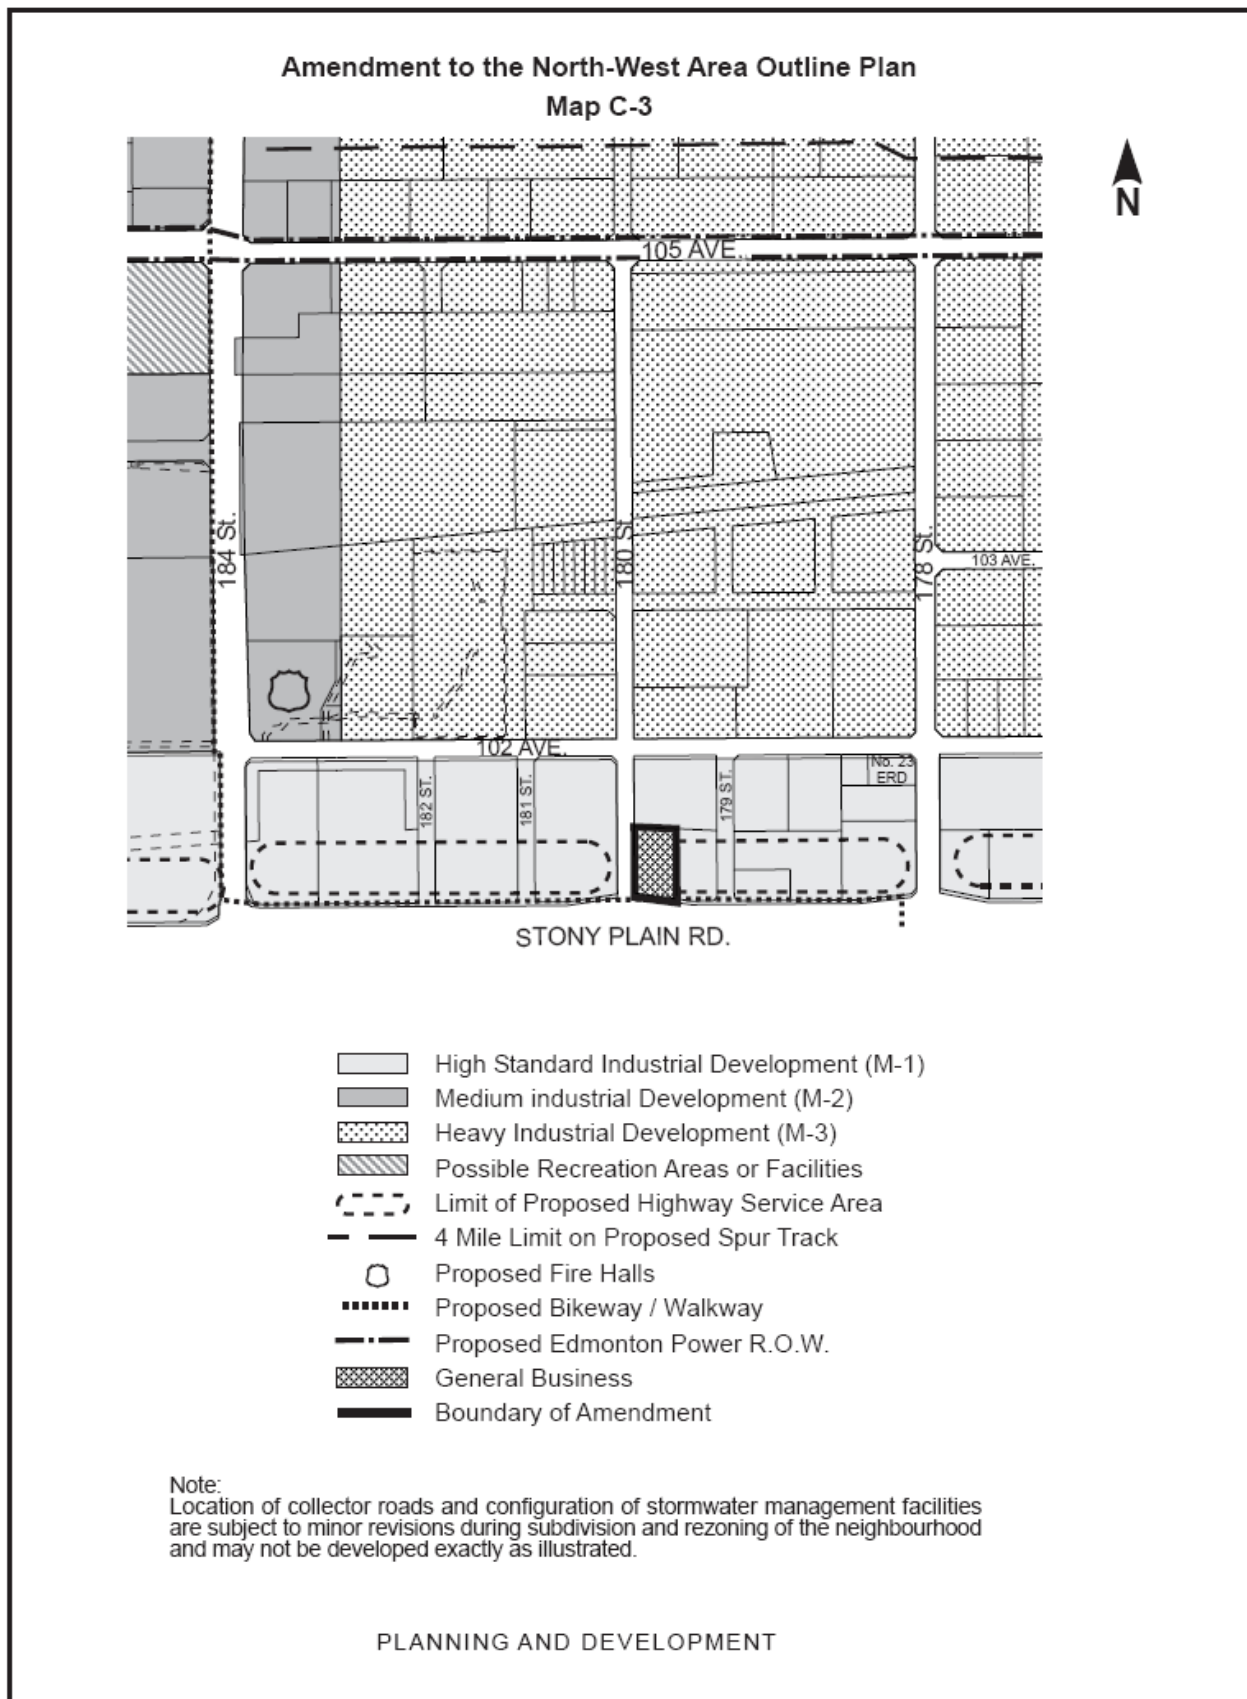 Amendment to the North-West Area Outline Plan
Map C-3
N
105 AVE.
184 St.
180 St.
178 St.
103 AVE.
102 AVE.
182 ST.
181 ST.
179 ST.
No. 23
ERD
STONY PLAIN RD.
High Standard Industrial Development (M-1)
Medium industrial Development (M-2)
Heavy Industrial Development (M-3)
Possible Recreation Areas or Facilities
Limit of Proposed Highway Service Area
4 Mile Limit on Proposed Spur Track
Proposed Fire Halls
Proposed Bikeway / Walkway
Proposed Edmonton Power R.O.W.
General Business
Boundary of Amendment
Note:
Location of collector roads and configuration of stormwater management facilities
are subject to minor revisions during subdivision and rezoning of the neighbourhood
and may not be developed exactly as illustrated.
PLANNING AND DEVELOPMENT